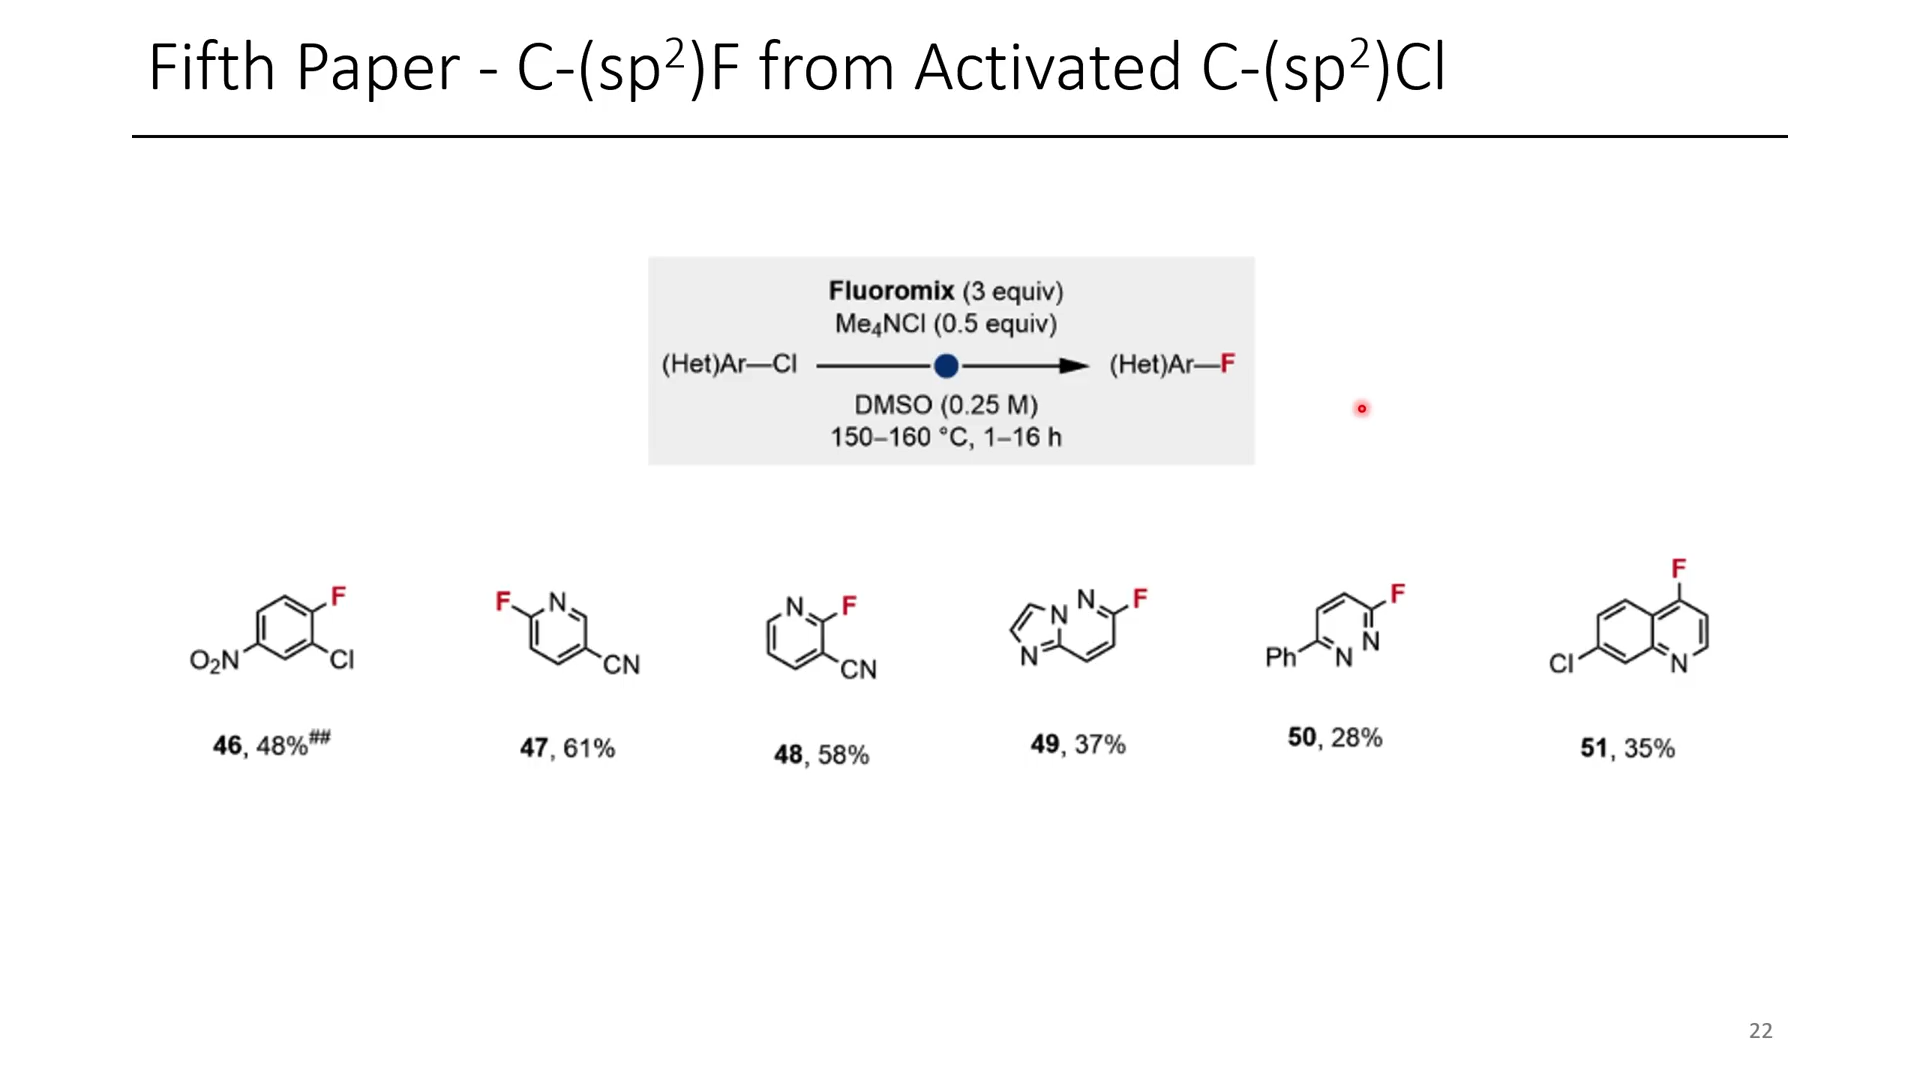 Fifth Paper - C-(sp²)F from Activated C-(sp²)Cl
Fluoromix (3 equiv)
Me₄NCl (0.5 equiv)
(Het)Ar—Cl
(Het)Ar—F
DMSO (0.25 M)
150–160 °C, 1–16 h
F
O₂N
Cl
46, 48%##
F
N
CN
47, 61%
N
F
CN
48, 58%
N
N
F
N
49, 37%
F
N
Ph
N
50, 28%
F
Cl
N
51, 35%
22